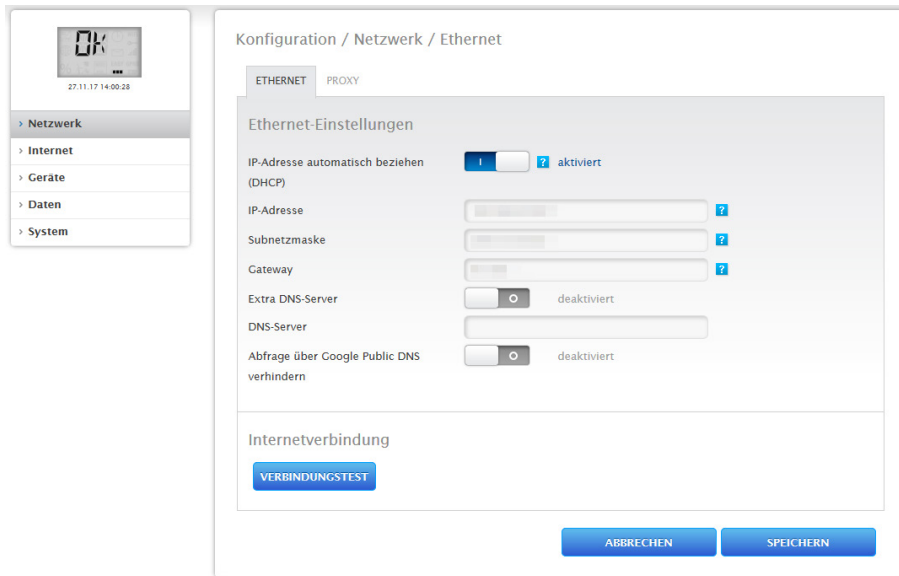 OK
27.11.17 14:00:28
Netzwerk
Internet
Geräte
Daten
System
Konfiguration / Netzwerk / Ethernet
ETHERNET PROXY
Ethernet-Einstellungen
IP-Adresse automatisch beziehen
(DHCP)
I ? aktiviert
IP-Adresse ?
Subnetzmaske ?
Gateway ?
Extra DNS-Server O deaktiviert
DNS-Server
Abfrage über Google Public DNS
verhindern
O deaktiviert
Internetverbindung
VERBINDUNGSTEST
ABBRECHEN SPEICHERN